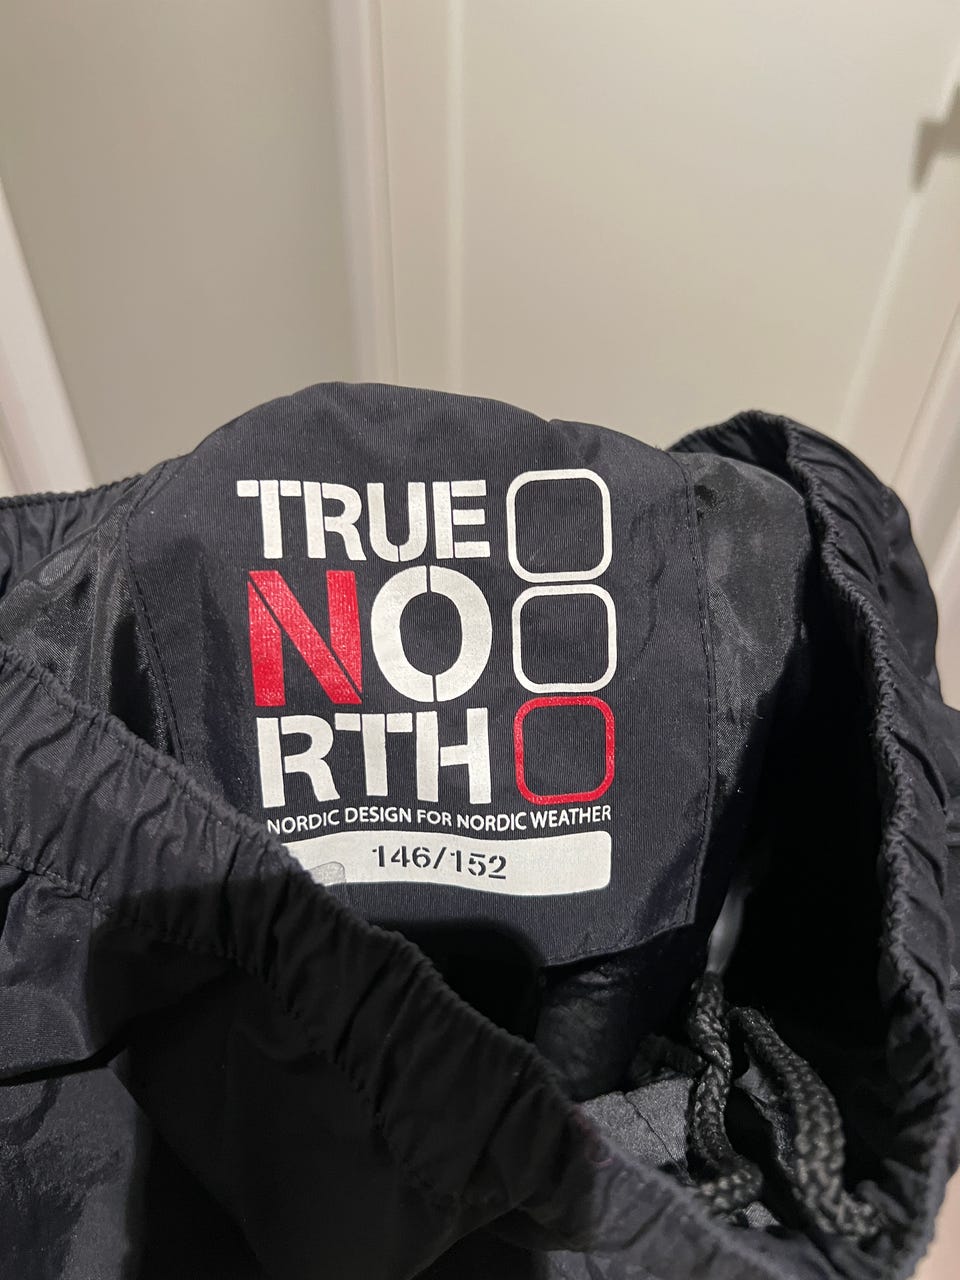 TRUE
NO
RTH
NORDIC DESIGN FOR NORDIC WEATHER
146/152